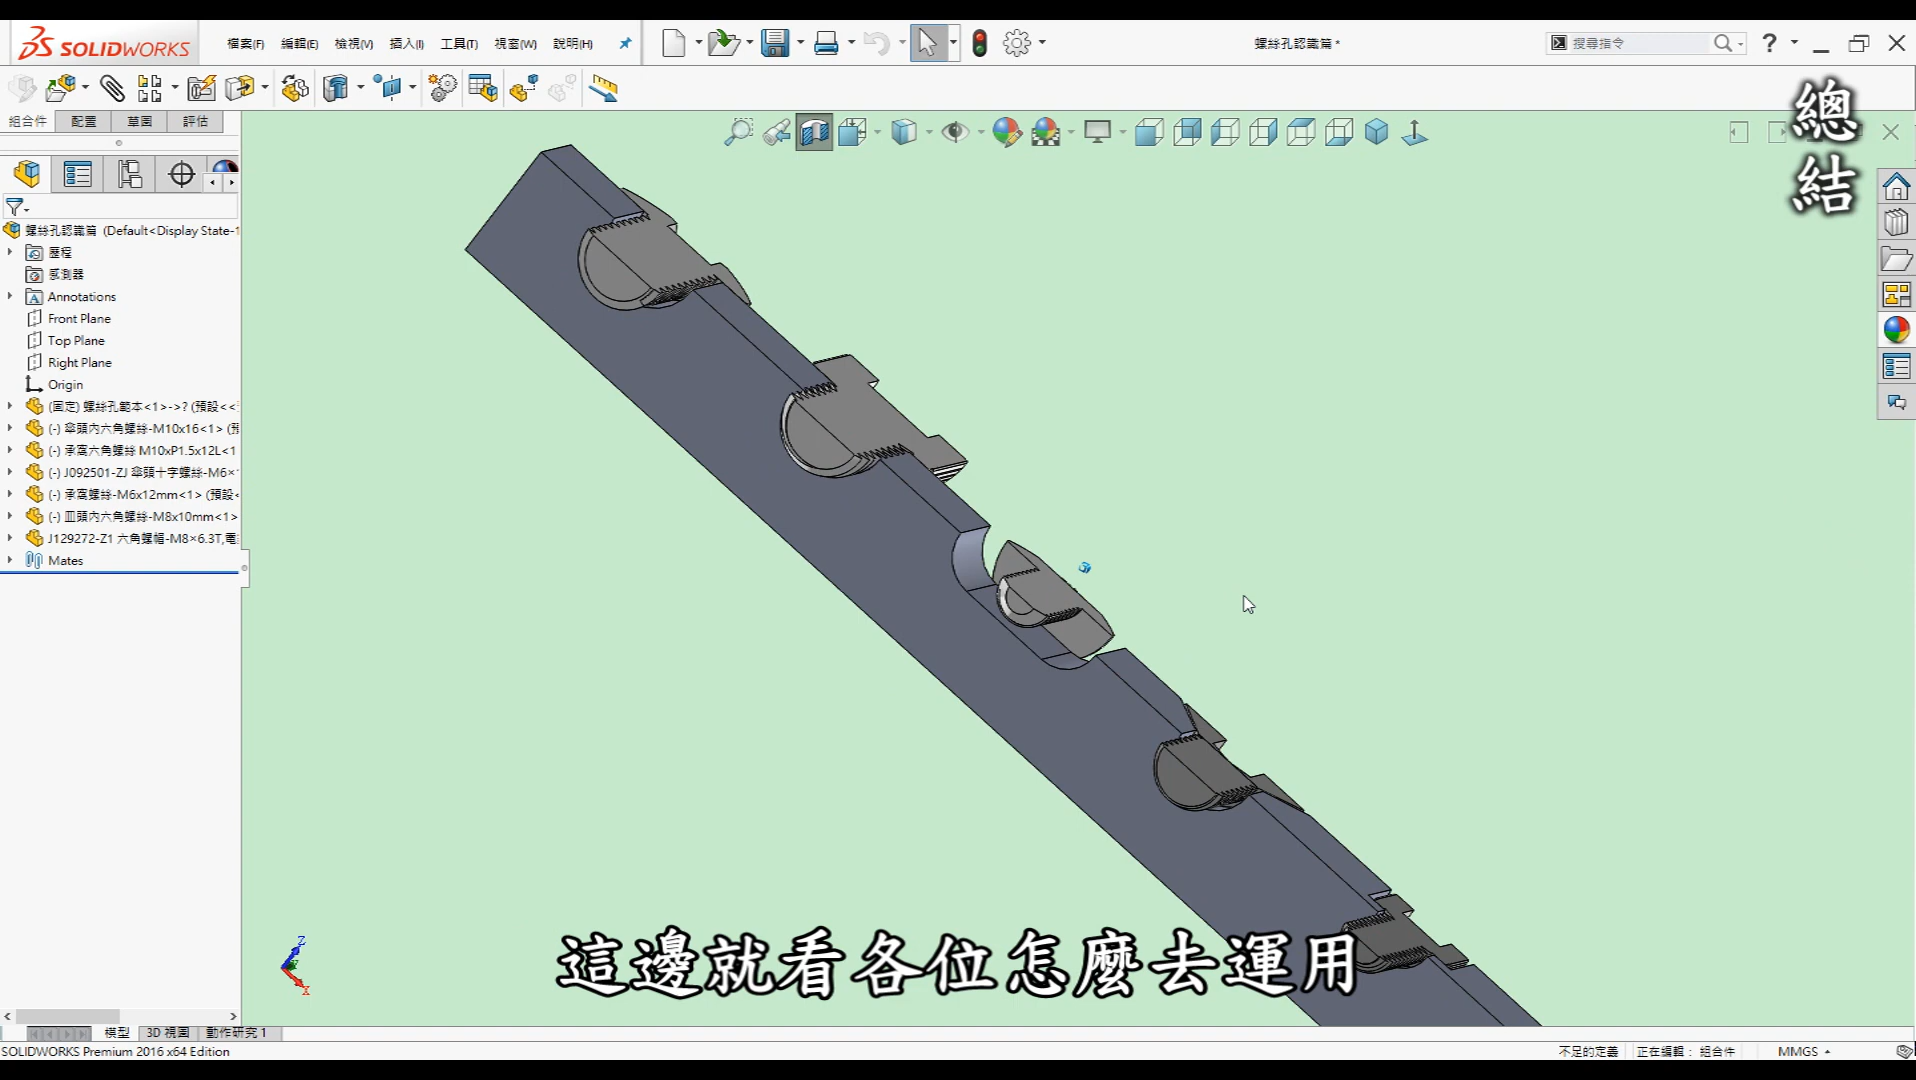 SOLIDWORKS
檔案(F) 編輯(E) 檢視(V) 插入(I) 工具(T) 視窗(W) 說明(H)
螺絲孔認識篇 *
搜尋指令
?
組合件 配置 草圖 評估
總結
螺絲孔認識篇 (Default<Display State-1
歷程
感測器
Annotations
Front Plane
Top Plane
Right Plane
Origin
(固定) 螺絲孔範本<1>->? (預設<<
(-) 傘頭內六角螺絲-M10x16<1> (預
(-) 承窩六角螺絲 M10xP1.5x12L<1
(-) J092501-ZJ 傘頭十字螺絲-M6×
(-) 承窩螺絲-M6x12mm<1> (預設<
(-) 皿頭內六角螺絲-M8x10mm<1>
J129272-Z1 六角螺帽-M8×6.3T,電
Mates
Z
Y
X
這邊就看各位怎麼去運用
模型 3D 視圖 動作研究 1
SOLIDWORKS Premium 2016 x64 Edition
不足的定義 正在編輯： 組合件 MMGS